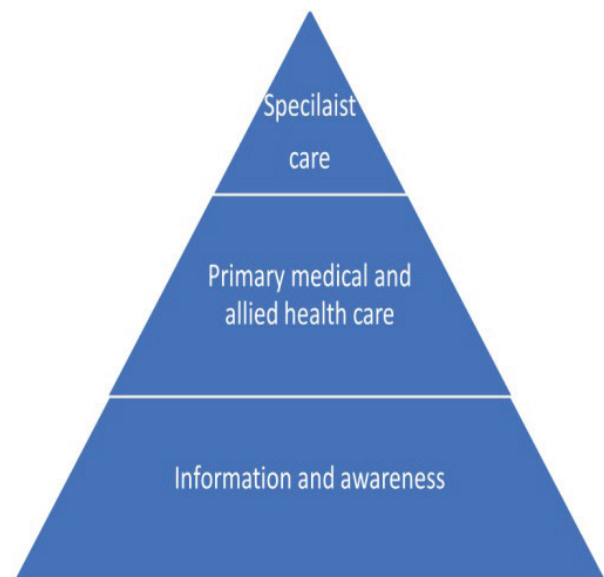 Specilaist
care
Primary medical and
allied health care
Information and awareness